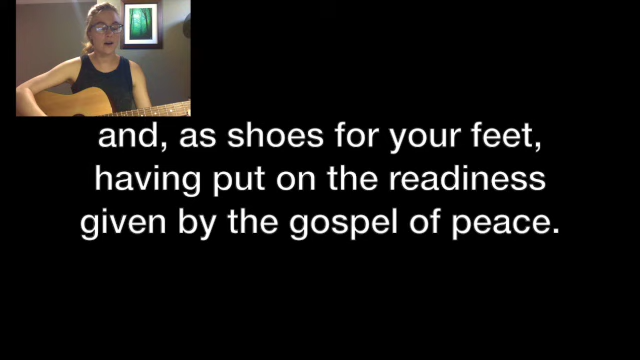 and, as shoes for your feet,
having put on the readiness
given by the gospel of peace.